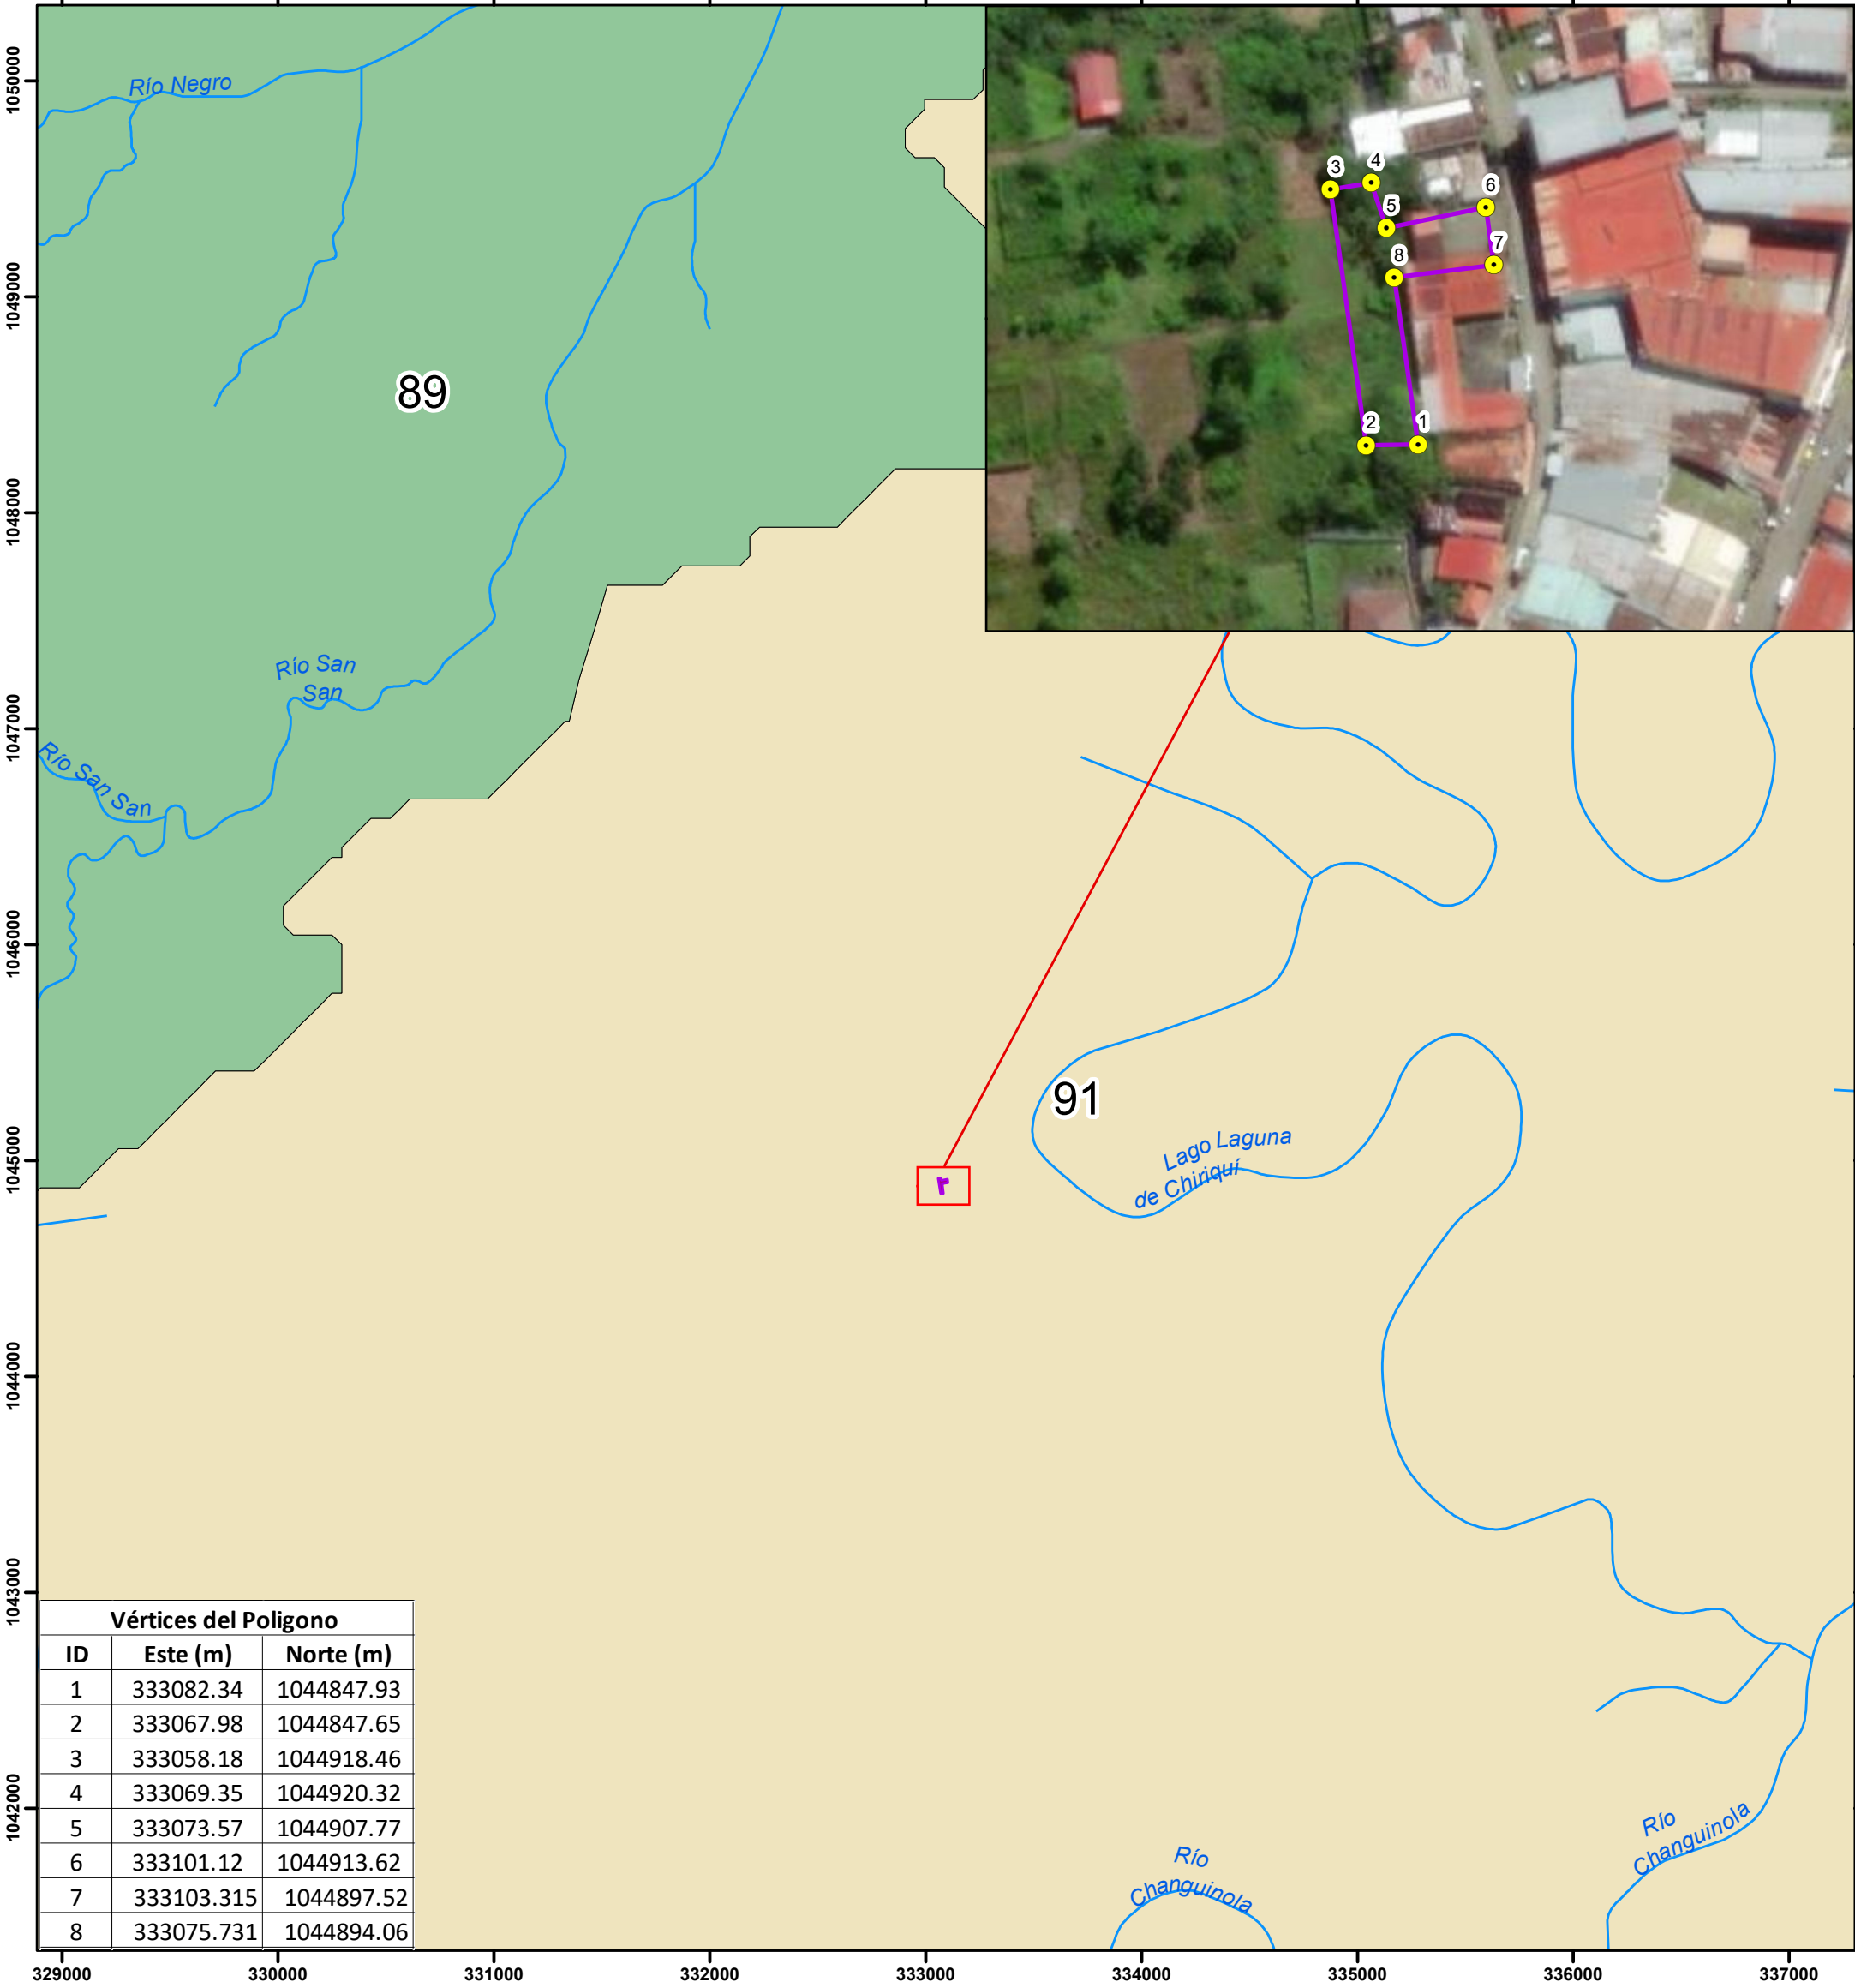 1050000
1049000
1048000
1047000
1046000
1045000
1044000
1043000
1042000
Río Negro
89
Río San
San
Río San San
3
4
5
6
7
8
2
1
91
Lago Laguna
de Chiriquí
Río
Changuinola
Río
Changuinola
Vértices del Poligono
ID Este (m) Norte (m)
1 333082.34 1044847.93
2 333067.98 1044847.65
3 333058.18 1044918.46
4 333069.35 1044920.32
5 333073.57 1044907.77
6 333101.12 1044913.62
7 333103.315 1044897.52
8 333075.731 1044894.06
329000 330000 331000 332000 333000 334000 335000 336000 337000